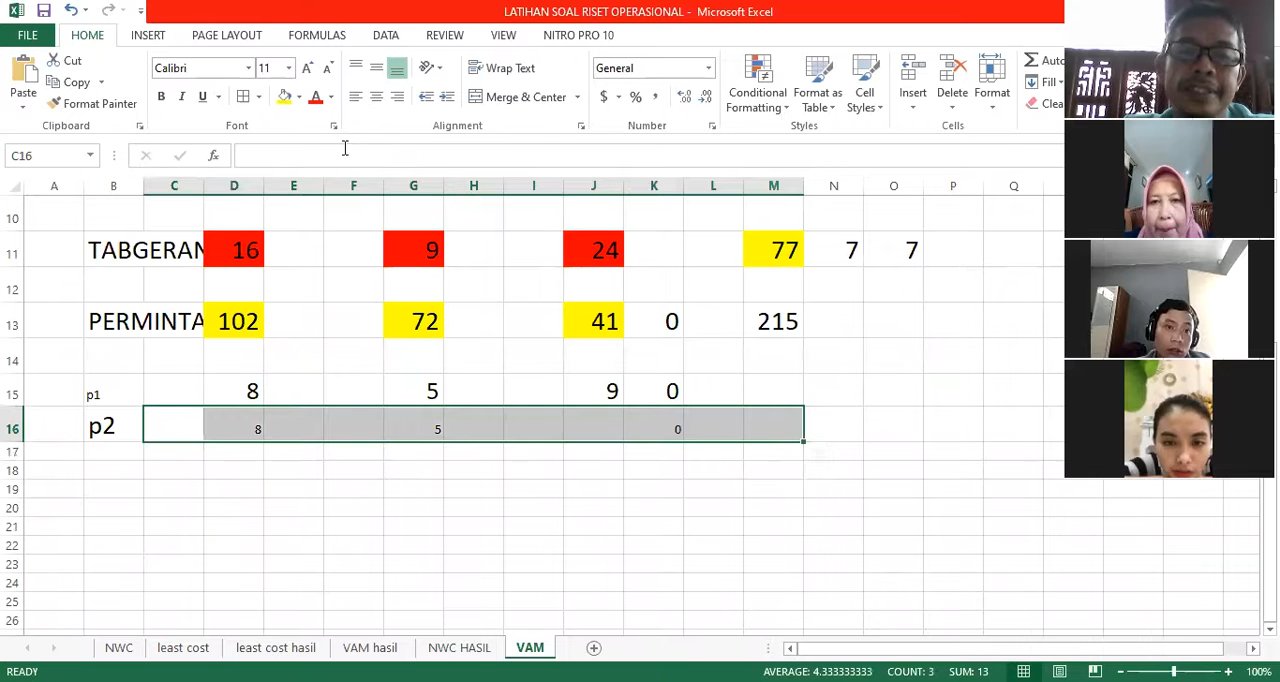 LATIHAN SOAL RISET OPERASIONAL - Microsoft Excel
FILE HOME INSERT PAGE LAYOUT FORMULAS DATA REVIEW VIEW NITRO PRO 10
Cut
Copy
Format Painter
Paste
Clipboard
Calibri 11
B I U
Font
Wrap Text
Merge & Center
Alignment
General
$ % ,
Number
Conditional Formatting
Format as Table
Cell Styles
Styles
Insert Delete Format
Cells
Auto
Fill
Clea
C16 fx
A B C D E F G H I J K L M N O P Q
10
11 TABGERAN 16 9 24 77 7 7
12
13 PERMINTA 102 72 41 0 215
14
15 p1 8 5 9 0
16 p2 8 5 0
17
18
19
20
21
22
23
24
25
26
NWC least cost least cost hasil VAM hasil NWC HASIL VAM
READY AVERAGE: 4.333333333 COUNT: 3 SUM: 13 100%